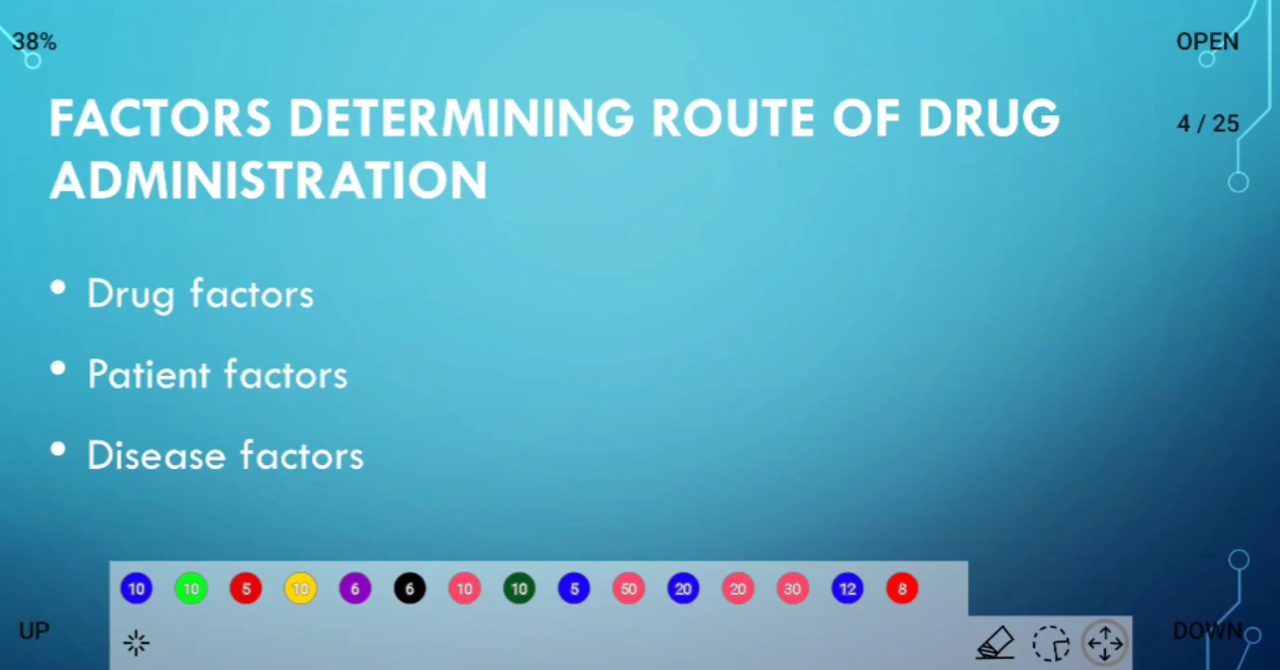 38%
OPEN
FACTORS DETERMINING ROUTE OF DRUG
4 / 25
ADMINISTRATION
• Drug factors
• Patient factors
• Disease factors
10 10 5 10 6 6 10 10 5 50 20 20 30 12 8
UP
DOWN